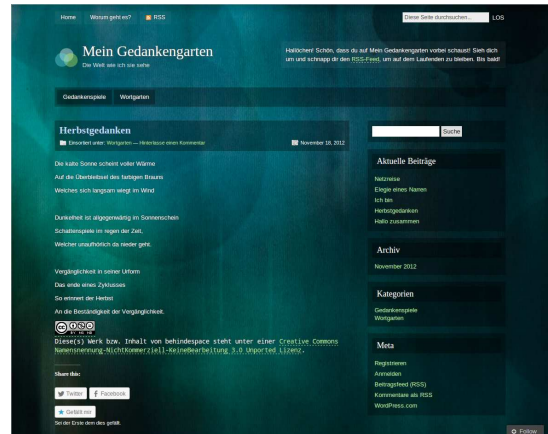 Home Worum geht es? RSS
Diese Seite durchsuchen... LOS
Mein Gedankengarten
Die Welt wie ich sie sehe
Hallöchen! Schön, dass du auf Mein Gedankengarten vorbei schaust! Sieh dich
um und schnapp dir den RSS-Feed, um auf dem Laufenden zu bleiben. Bis bald!
Gedankenspiele Wortgarten
Herbstgedanken
Einsortiert unter: Wortgarten — Hinterlasse einen Kommentar
November 18, 2012
Die kalte Sonne scheint voller Wärme
Auf die Überbleibsel des farbigen Brauns
Welches sich langsam wiegt im Wind
Dunkelheit ist allgegenwärtig im Sonnenschein
Schattenspiele im regen der Zeit,
Welcher unaufhörlich da nieder geht.
Vergänglichkeit in seiner Urform
Das ende eines Zyklusses
So erinnert der Herbst
An die Beständigkeit der Vergänglichkeit.
CC
BY NC ND
Diese(s) Werk bzw. Inhalt von behindespace steht unter einer Creative Commons
Namensnennung-NichtKommerziell-KeineBearbeitung 3.0 Unported Lizenz.
Share this:
Twitter Facebook
Gefällt mir
Sei der Erste dem dies gefällt.
Suche
Aktuelle Beiträge
Netzreise
Elegie eines Narren
Ich bin
Herbstgedanken
Hallo zusammen
Archiv
November 2012
Kategorien
Gedankenspiele
Wortgarten
Meta
Registrieren
Anmelden
Beitragsfeed (RSS)
Kommentare als RSS
WordPress.com
Follow